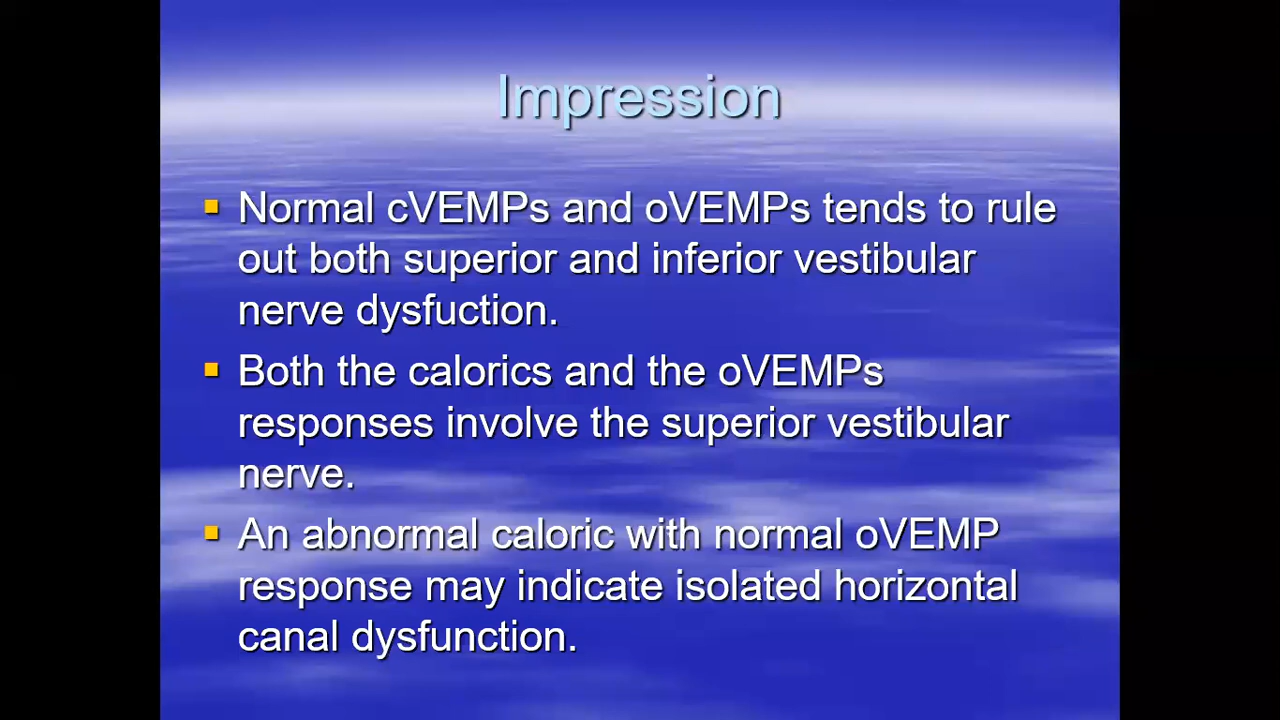 Impression
Normal cVEMPs and oVEMPs tends to rule
out both superior and inferior vestibular
nerve dysfuction.
Both the calorics and the oVEMPs
responses involve the superior vestibular
nerve.
An abnormal caloric with normal oVEMP
response may indicate isolated horizontal
canal dysfunction.